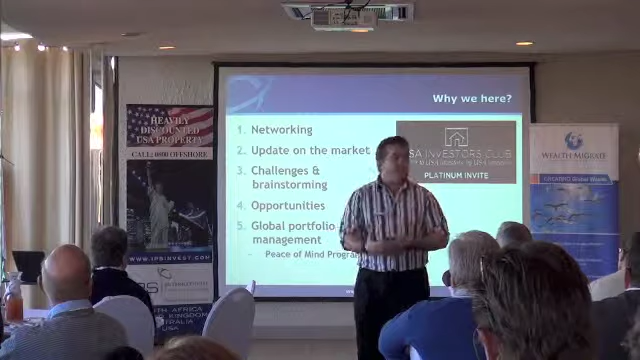 Why we here?
1. Networking
2. Update on the market
3. Challenges &
brainstorming
4. Opportunities
5. Global portfolio
management
- Peace of Mind Program
SA INVESTORS CLUB
PLATINUM INVITE
HEAVILY
DISCOUNTED
USA PROPERTY
CALL: 0800 OFFSHORE
WWW.IPSINVEST.COM
WEALTH MIGRATE
Global Wealth